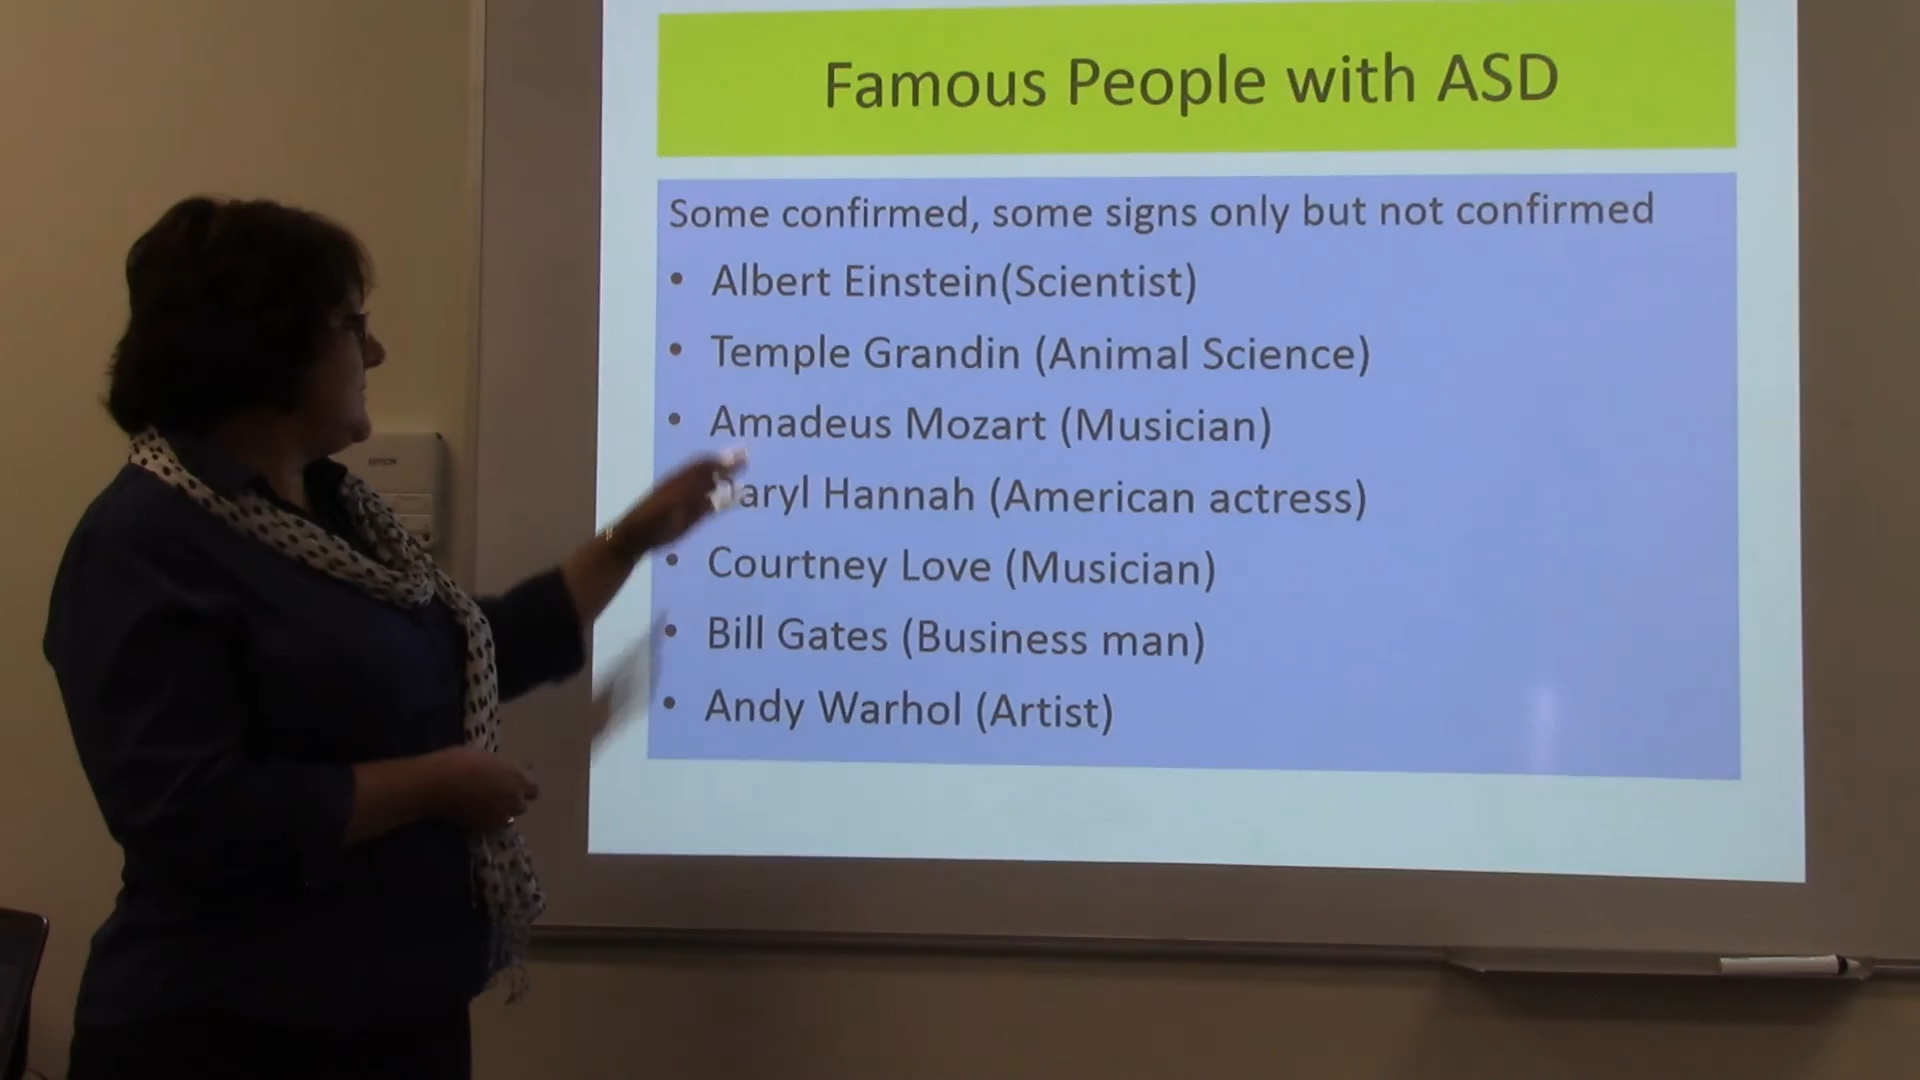 Famous People with ASD
Some confirmed, some signs only but not confirmed
• Albert Einstein(Scientist)
• Temple Grandin (Animal Science)
• Amadeus Mozart (Musician)
Hannah (American actress)
• Courtney Love (Musician)
• Bill Gates (Business man)
• Andy Warhol (Artist)
EPSON